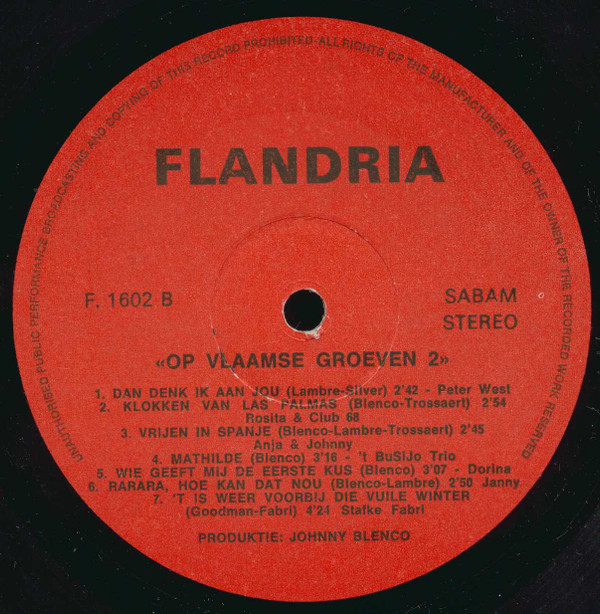 UNAUTHORISED PUBLIC PERFORMANCE BROADCASTING AND COPYING OF THIS RECORD PROHIBITED-ALL RIGHTS OF THE MANUFACTURER AND OF THE OWNER OF THE RECORDED WORK RESERVED
FLANDRIA
F. 1602 B
SABAM
STEREO
«OP VLAAMSE GROEVEN 2»
1. DAN DENK IK AAN JOU (Lambre-Silver) 2'42 - Peter West
2. KLOKKEN VAN LAS PALMAS (Blenco-Trossaert) 2'54
Rosita & Club 68
3. VRIJEN IN SPANJE (Blenco-Lambre-Trossaert) 2'45
Anja & Johnny
4. MATHILDE (Blenco) 3'16 - 't BuSiJo Trio
5. WIE GEEFT MIJ DE EERSTE KUS (Blenco) 3'07 - Dorina
6. RARARA, HOE KAN DAT NOU (Blenco-Lambre) 2'50 Janny
7. 'T IS WEER VOORBIJ DIE VUILE WINTER
(Goodman-Fabri) 4'24 Stafke Fabri
PRODUKTIE: JOHNNY BLENCO